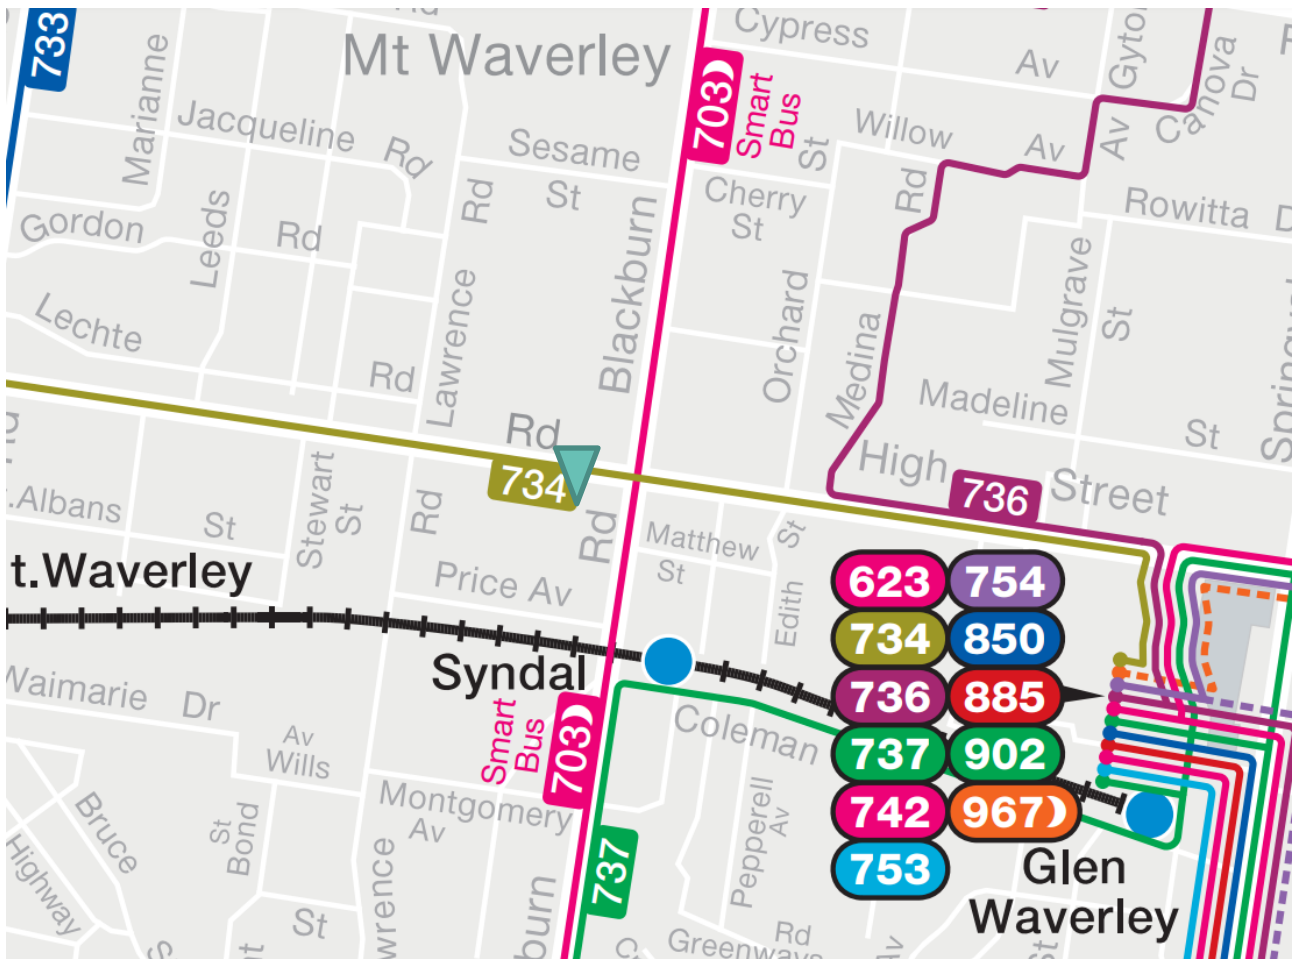 Rd
Cypress
Av
Gyton
Canova
Dr
733
Marianne
Mt Waverley
703
Smart
Bus
Jacqueline
Rd
Sesame
St
Willow
Av
Av
St
Cherry
St
Rd
Rd
Rowitta
Gordon
Leeds
Rd
Blackburn
Orchard
Mulgrave
St
Lechte
Lawrence
Rd
Medina
Madeline
St
Rd
734
High
Street
736
.Albans
St
Stewart
St
Rd
Rd
Matthew
St
St
Edith
t.Waverley
Price Av
Syndal
623
754
734
850
736
885
737
902
742
967
753
Waimarie
Dr
Av
Wills
Smart
Bus
703
Coleman
Montgomery
Av
Pepperell
Av
Bruce
Highway
St
Bond
737
Glen
Waverley
St
wrence
burn
Rd
Greenways
Av
St